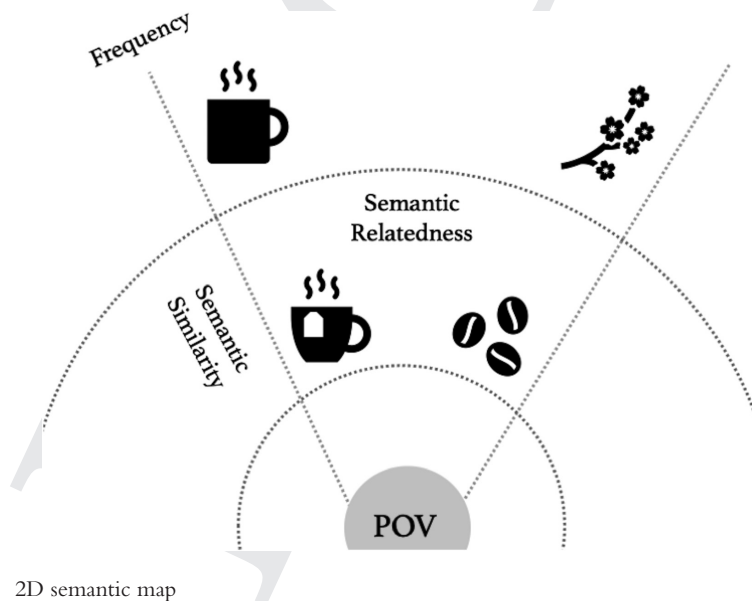 Frequency
Semantic
Relatedness
Semantic
Similarity
POV
2D semantic map